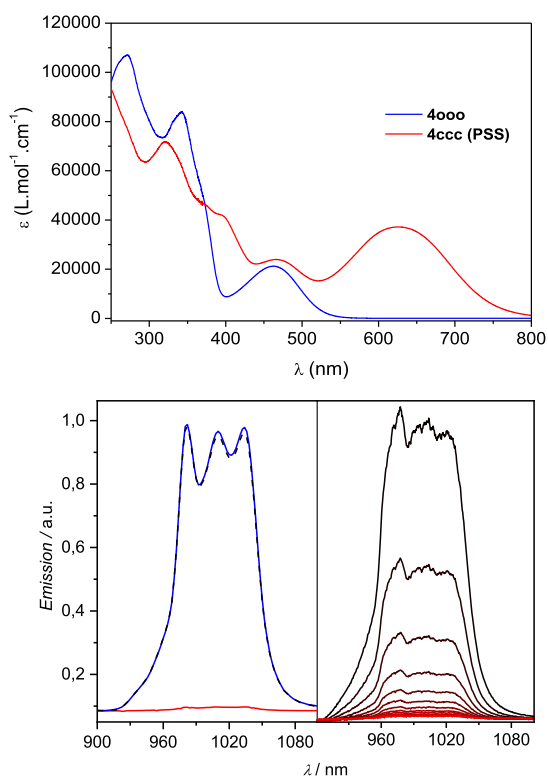 120000
100000
80000
60000
40000
20000
0
ε (L.mol⁻¹.cm⁻¹)
4ooo
4ccc (PSS)
300 400 500 600 700 800
λ (nm)
1,0
0,8
0,6
0,4
0,2
Emission / a.u.
900 960 1020 1080 960 1020 1080
λ / nm